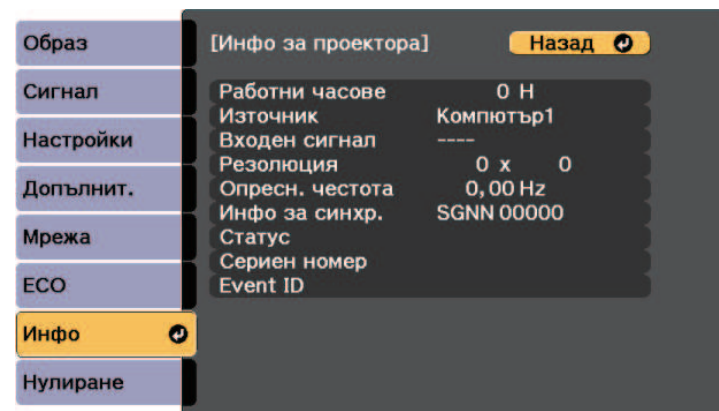 Образ
Сигнал
Настройки
Допълнит.
Мрежа
ECO
Инфо
Нулиране
[Инфо за проектора] Назад
Работни часове 0 H
Източник Компютър1
Входен сигнал ----
Резолюция 0 x 0
Опресн. честота 0,00 Hz
Инфо за синхр. SGNN 00000
Статус
Сериен номер
Event ID